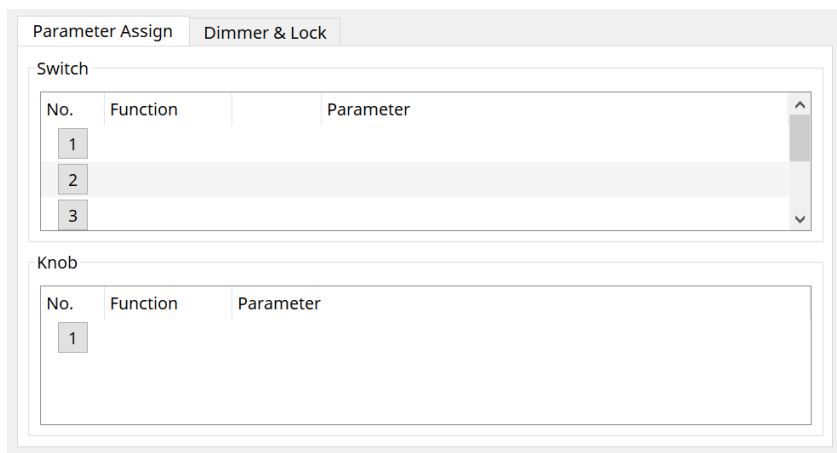 Parameter Assign Dimmer & Lock
Switch
No. Function Parameter
1
2
3
Knob
No. Function Parameter
1